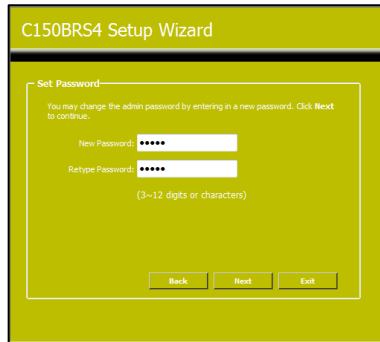 C150BRS4 Setup Wizard
Set Password
You may change the admin password by entering in a new password. Click Next
to continue.
New Password: •••••
Retype Password: •••••
(3~12 digits or characters)
Back Next Exit